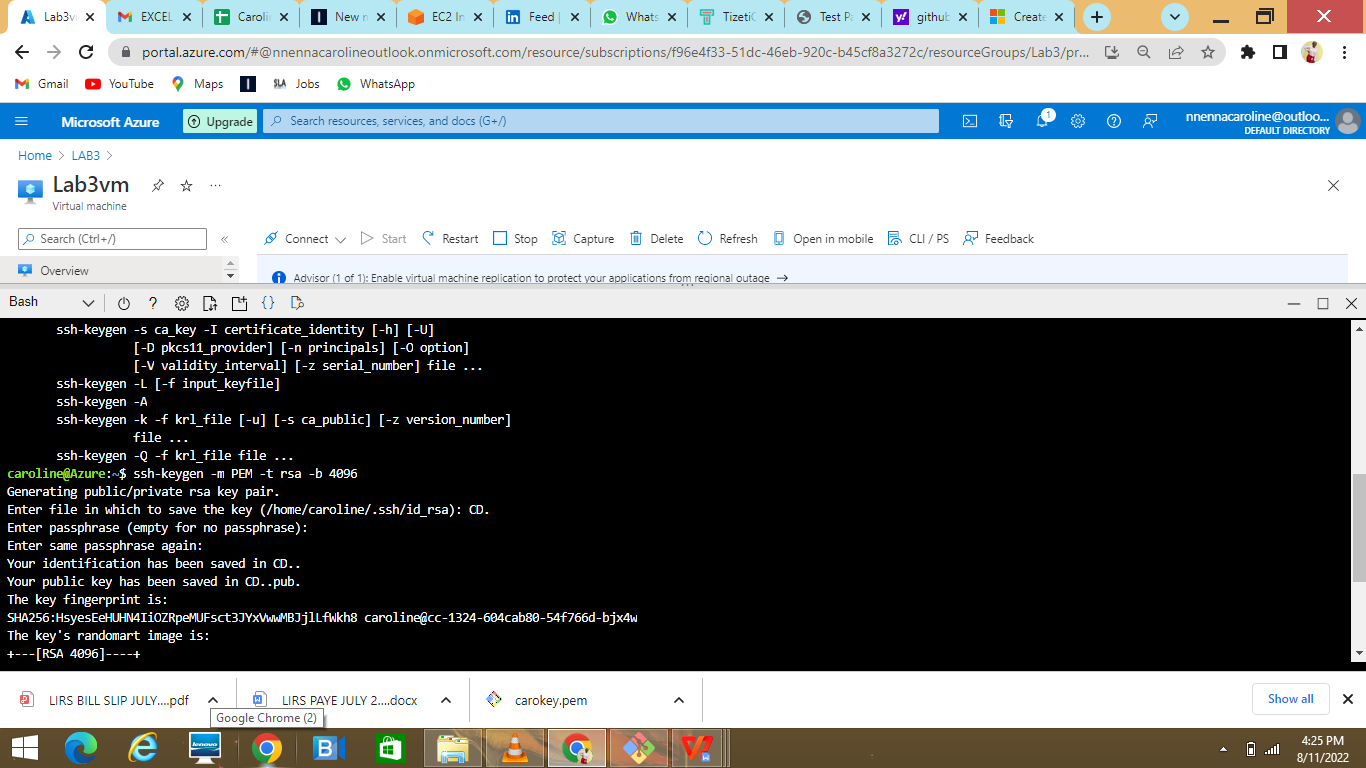 Lab3v
EXCEL
Carolin
New n
EC2 In
Feed |
Whats
TizetiC
Test Pa
github
Create
portal.azure.com/#@nnennacarolineoutlook.onmicrosoft.com/resource/subscriptions/f96e4f33-51dc-46eb-920c-b45cf8a3272c/resourceGroups/Lab3/pr...
Gmail YouTube Maps SLA Jobs WhatsApp
Microsoft Azure Upgrade Search resources, services, and docs (G+/) 1 nnennacaroline@outloo...
DEFAULT DIRECTORY
Home > LAB3 >
Lab3vm ...
Virtual machine
Search (Ctrl+/) « Connect Start Restart Stop Capture Delete Refresh Open in mobile CLI / PS Feedback
Overview
Advisor (1 of 1): Enable virtual machine replication to protect your applications from regional outage →
Bash ? {}
ssh-keygen -s ca_key -I certificate_identity [-h] [-U]
[-D pkcs11_provider] [-n principals] [-O option]
[-V validity_interval] [-z serial_number] file ...
ssh-keygen -L [-f input_keyfile]
ssh-keygen -A
ssh-keygen -k -f krl_file [-u] [-s ca_public] [-z version_number]
file ...
ssh-keygen -Q -f krl_file file ...
caroline@Azure:~$ ssh-keygen -m PEM -t rsa -b 4096
Generating public/private rsa key pair.
Enter file in which to save the key (/home/caroline/.ssh/id_rsa): CD.
Enter passphrase (empty for no passphrase):
Enter same passphrase again:
Your identification has been saved in CD..
Your public key has been saved in CD..pub.
The key fingerprint is:
SHA256:HsyesEeHUHN4IiOZRpeMUFsct3JYxVwwMBJjlLfWkh8 caroline@cc-1324-604cab80-54f766d-bjx4w
The key's randomart image is:
+---[RSA 4096]----+
LIRS BILL SLIP JULY....pdf LIRS PAYE JULY 2....docx carokey.pem Show all
Google Chrome (2)
lenovo
4:25 PM
8/11/2022